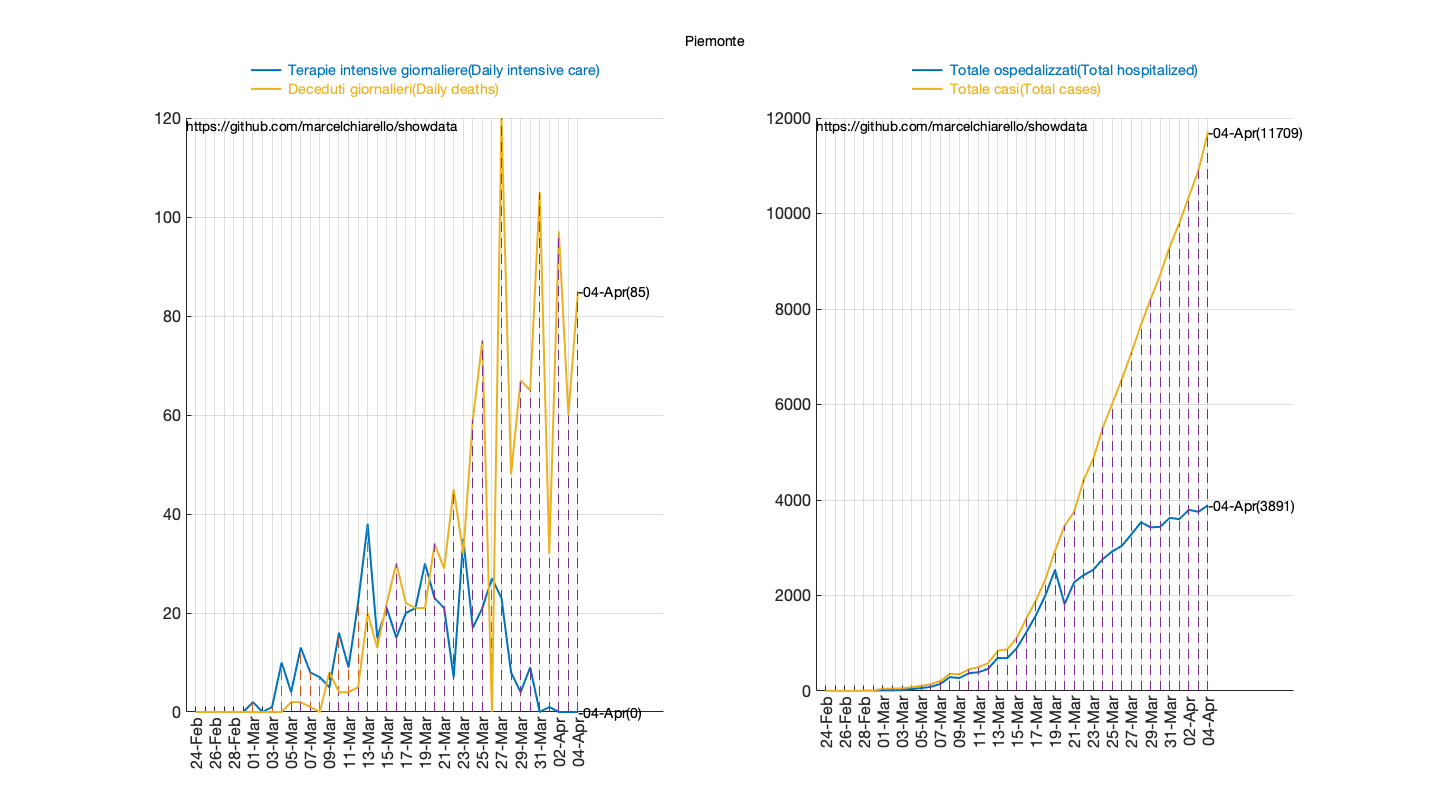 Piemonte
Terapie intensive giornaliere(Daily intensive care)
Deceduti giornalieri(Daily deaths)
https://github.com/marcelchiarello/showdata
120
100
80
60
40
20
0
-04-Apr(85)
-04-Apr(0)
24-Feb
26-Feb
28-Feb
01-Mar
03-Mar
05-Mar
07-Mar
09-Mar
11-Mar
13-Mar
15-Mar
17-Mar
19-Mar
21-Mar
23-Mar
25-Mar
27-Mar
29-Mar
31-Mar
02-Apr
04-Apr
Totale ospedalizzati(Total hospitalized)
Totale casi(Total cases)
https://github.com/marcelchiarello/showdata
12000
10000
8000
6000
4000
2000
0
-04-Apr(11709)
-04-Apr(3891)
24-Feb
26-Feb
28-Feb
01-Mar
03-Mar
05-Mar
07-Mar
09-Mar
11-Mar
13-Mar
15-Mar
17-Mar
19-Mar
21-Mar
23-Mar
25-Mar
27-Mar
29-Mar
31-Mar
02-Apr
04-Apr